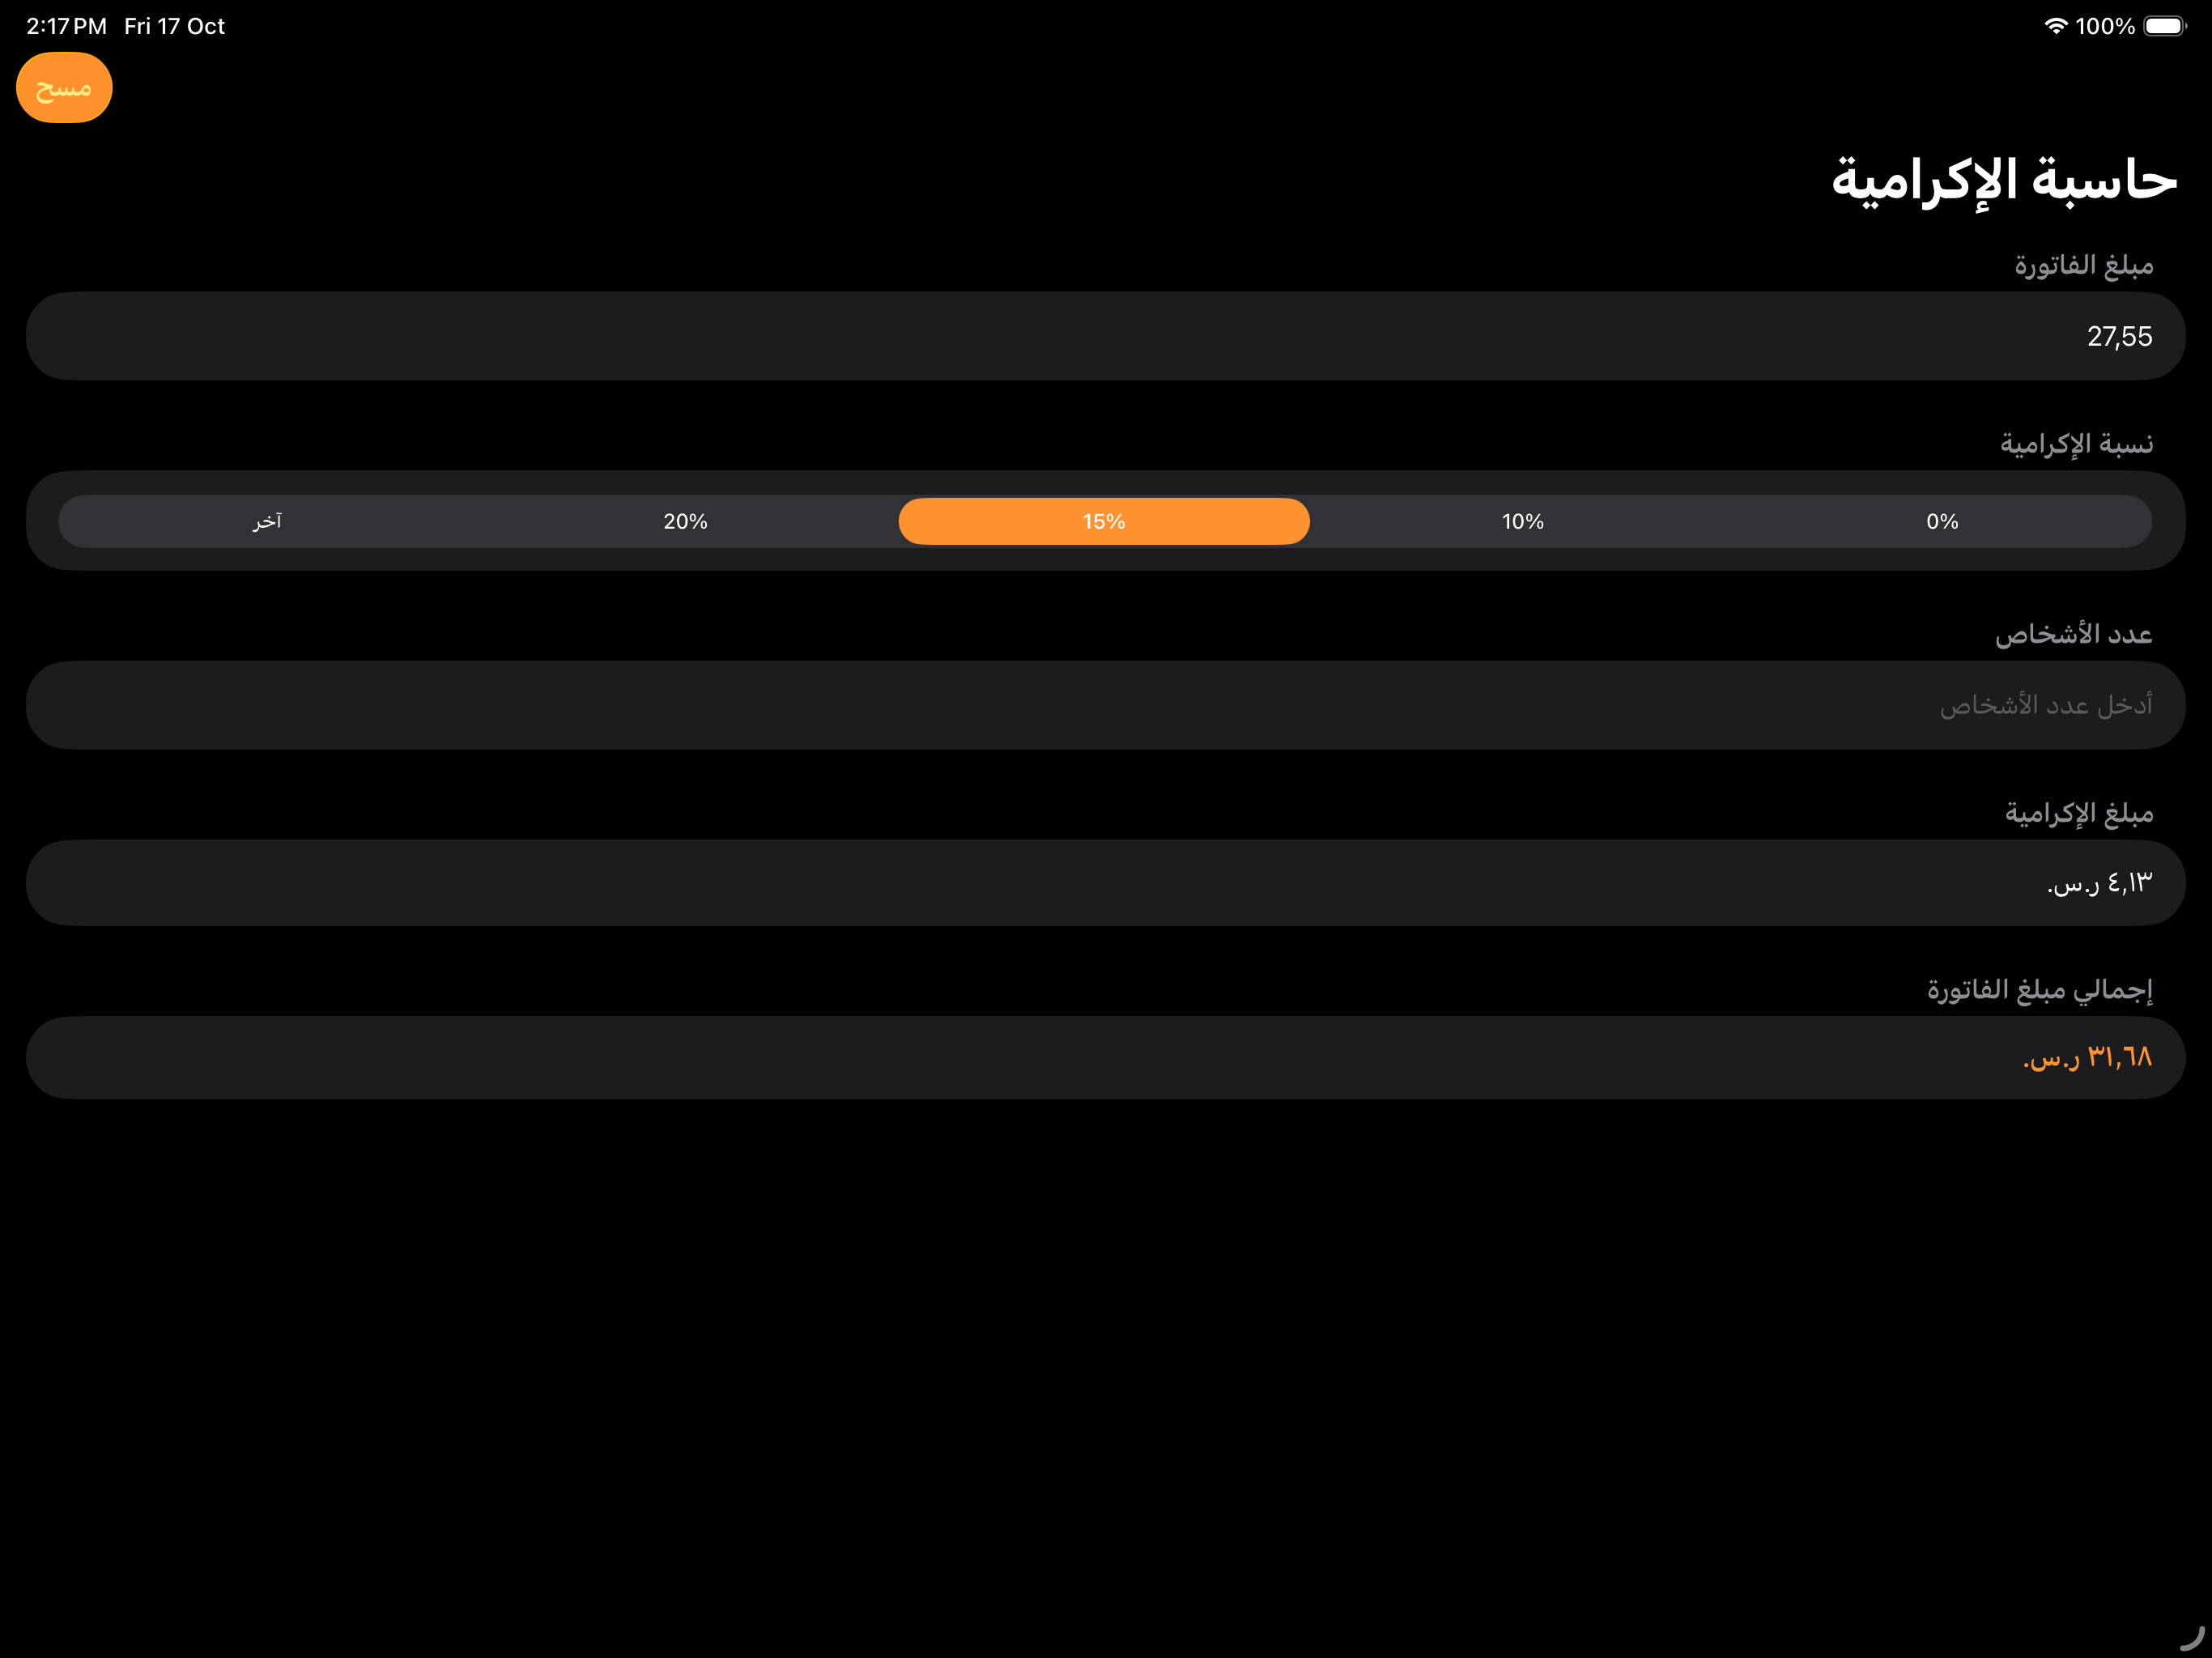 2:17 PM Fri 17 Oct 100%
مسح
حاسبة الإكرامية
مبلغ الفاتورة
27,55
نسبة الإكرامية
0% 10% 15% 20% آخر
عدد الأشخاص
أدخل عدد الأشخاص
مبلغ الإكرامية
٤,١٣ ر.س.
إجمالي مبلغ الفاتورة
٣١,٦٨ ر.س.